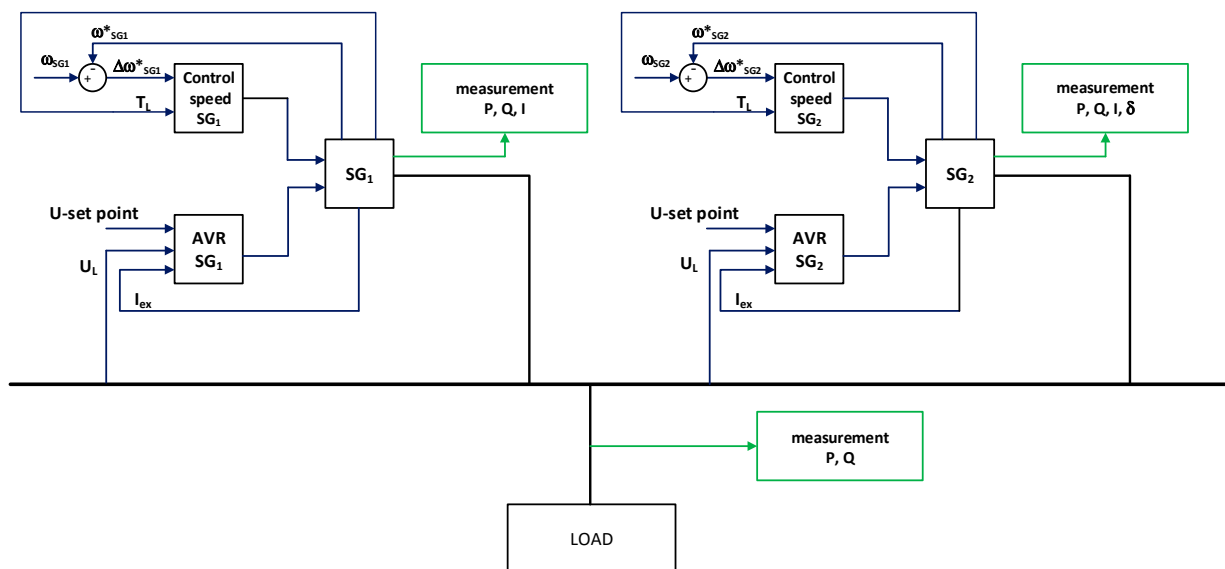 ω*SG1
ωSG1
-
+
Δω*SG1
TL
Control
speed
SG1
measurement
P, Q, I
SG1
U-set point
UL
AVR
SG1
Iex
ω*SG2
ωSG2
-
+
Δω*SG2
TL
Control
speed
SG2
measurement
P, Q, I, δ
SG2
U-set point
UL
AVR
SG2
Iex
measurement
P, Q
LOAD